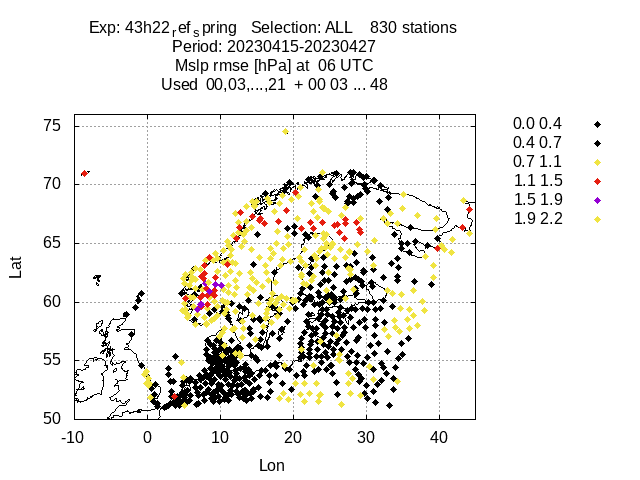 Exp: 43h22ref spring   Selection: ALL    830 stations
Period: 20230415-20230427
Mslp rmse [hPa] at  06 UTC
Used  00,03,...,21  + 00 03 ... 48
75
70
65
60
55
50
-10 0 10 20 30 40
Lat
Lon
0.0 0.4
0.4 0.7
0.7 1.1
1.1 1.5
1.5 1.9
1.9 2.2